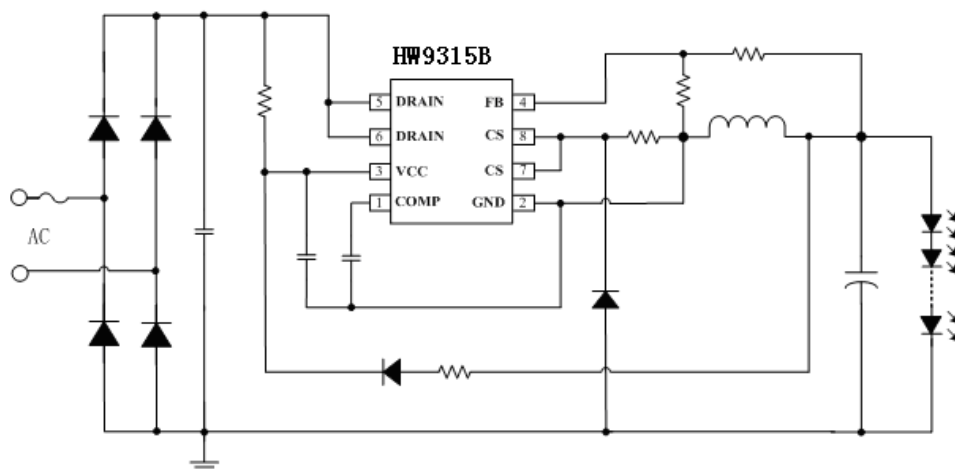 HW9315B
5 DRAIN FB 4
6 DRAIN CS 8
3 VCC CS 7
1 COMP GND 2
AC